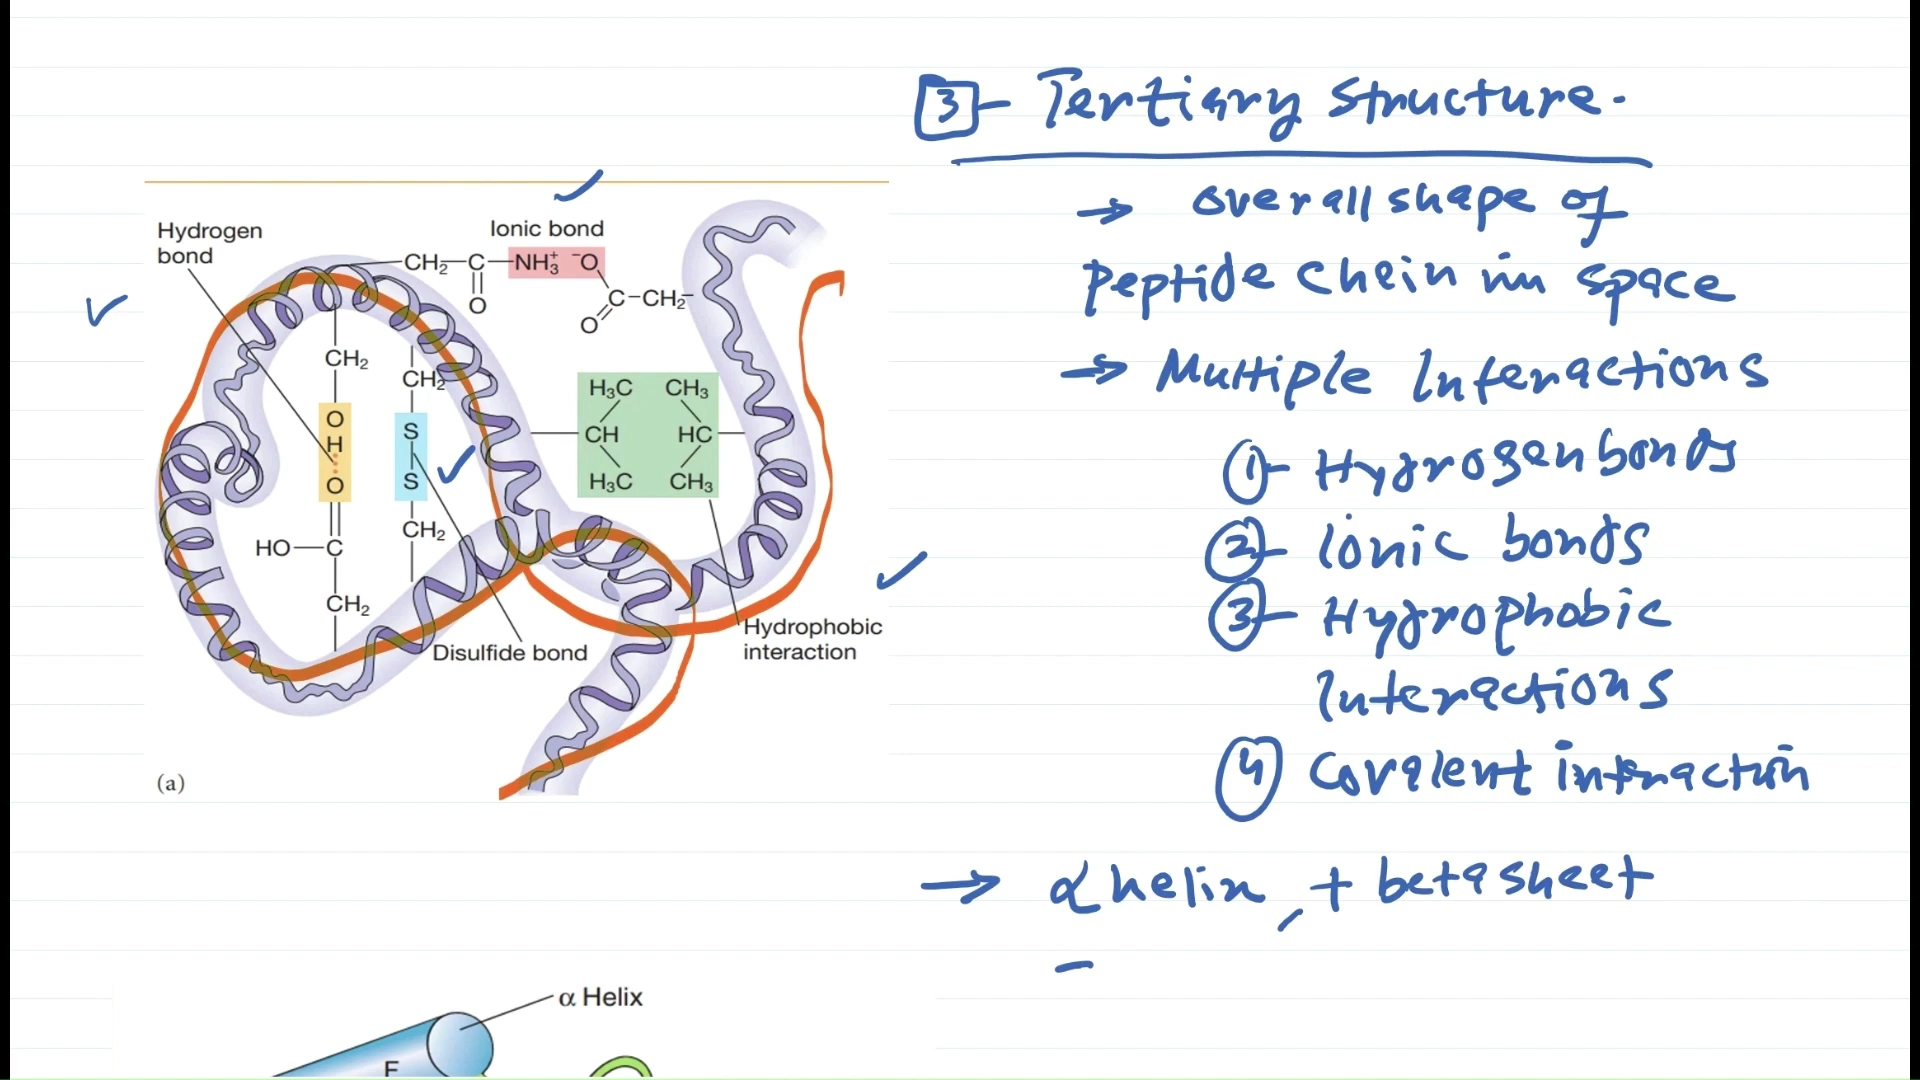 3- Tertiary Structure.
→ overall shape of
peptide chein im space
→ Multiple Interactions
①- Hydrogen bonds
②- Ionic bonds
③- Hydrophobic
Interactions
④ Covalent interaction
→ α helix, + beta sheet
Hydrogen
bond
Ionic bond
CH₂—C—NH₃⁺ ⁻O
O
C—CH₂
O
CH₂
CH₂
O
H
O
S
S
H₃C CH₃
CH HC
H₃C CH₃
HO—C
CH₂
CH₂
Disulfide bond
Hydrophobic
interaction
(a)
α Helix
F